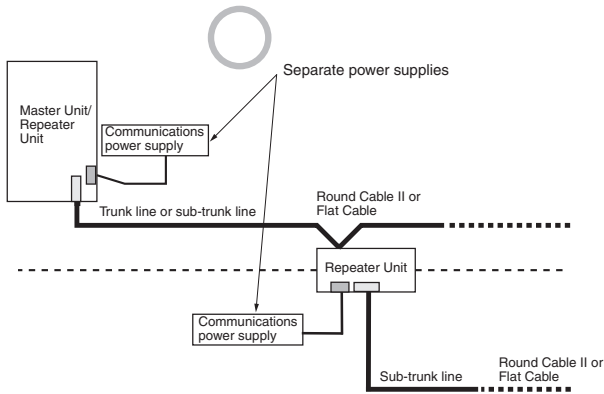 Separate power supplies
Master Unit/
Repeater
Unit
Communications
power supply
Trunk line or sub-trunk line
Round Cable II or
Flat Cable
Repeater Unit
Communications
power supply
Sub-trunk line
Round Cable II or
Flat Cable